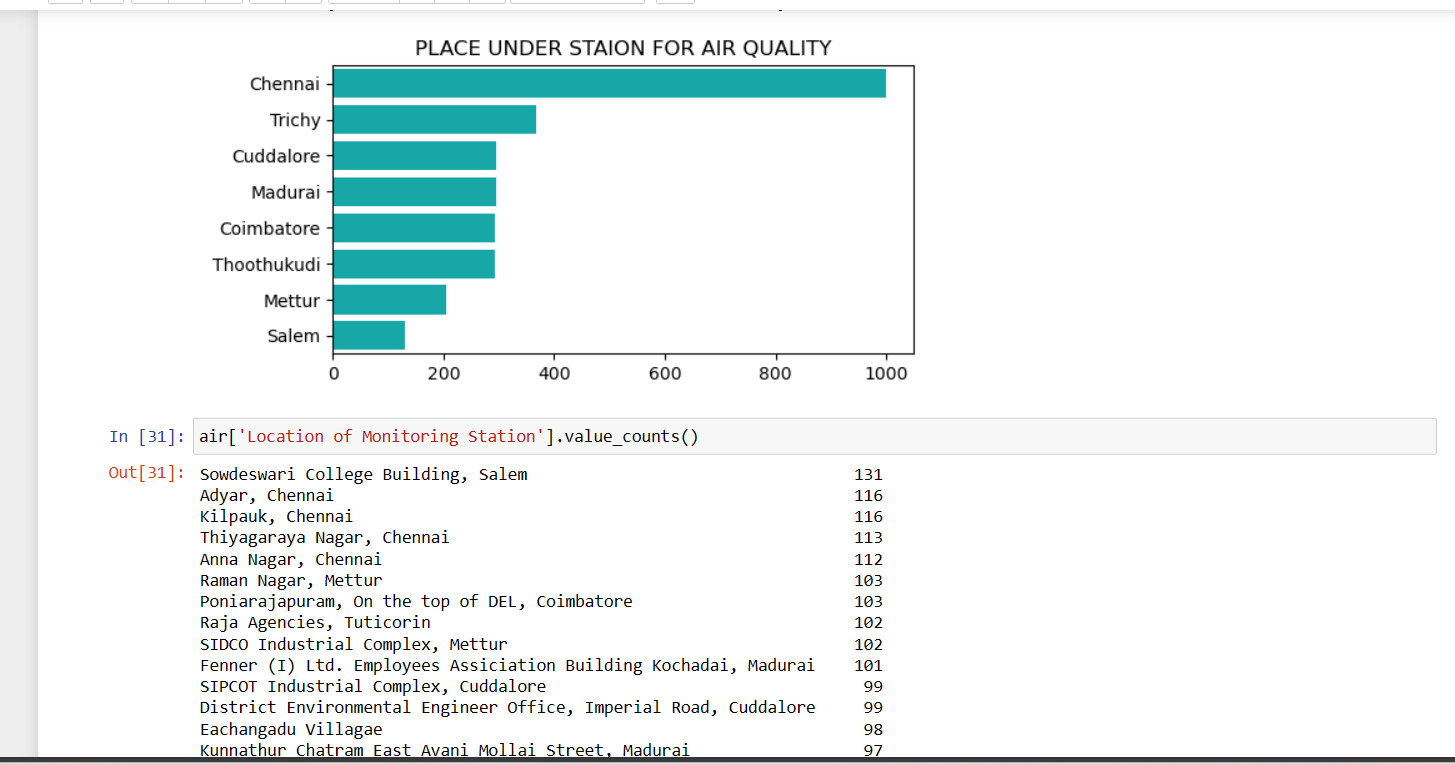 PLACE UNDER STAION FOR AIR QUALITY
Chennai
Trichy
Cuddalore
Madurai
Coimbatore
Thoothukudi
Mettur
Salem
0 200 400 600 800 1000
In [31]: air['Location of Monitoring Station'].value_counts()
Out[31]: Sowdeswari College Building, Salem 131
Adyar, Chennai 116
Kilpauk, Chennai 116
Thiyagaraya Nagar, Chennai 113
Anna Nagar, Chennai 112
Raman Nagar, Mettur 103
Poniarajapuram, On the top of DEL, Coimbatore 103
Raja Agencies, Tuticorin 102
SIDCO Industrial Complex, Mettur 102
Fenner (I) Ltd. Employees Assiciation Building Kochadai, Madurai 101
SIPCOT Industrial Complex, Cuddalore 99
District Environmental Engineer Office, Imperial Road, Cuddalore 99
Eachangadu Villagae 98
Kunnathur Chatram East Avani Mollai Street, Madurai 97